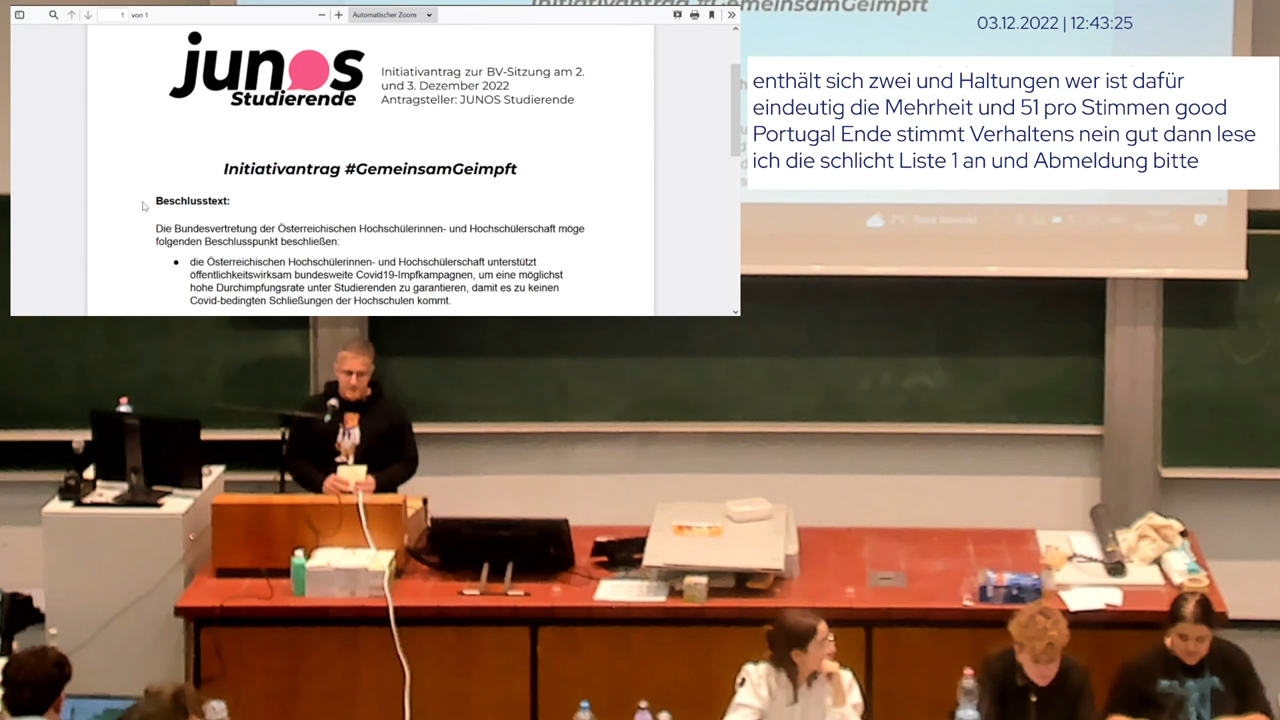 1 von 1
Automatischer Zoom
junos
Studierende
Initiativantrag zur BV-Sitzung am 2.
und 3. Dezember 2022
Antragsteller: JUNOS Studierende
Initiativantrag #GemeinsamGeimpft
Beschlusstext:
Die Bundesvertretung der Österreichischen Hochschülerinnen- und Hochschülerschaft möge
folgenden Beschlusspunkt beschließen:
● die Österreichischen Hochschülerinnen- und Hochschülerschaft unterstützt
öffentlichkeitswirksam bundesweite Covid19-Impfkampagnen, um eine möglichst
hohe Durchimpfungsrate unter Studierenden zu garantieren, damit es zu keinen
Covid-bedingten Schließungen der Hochschulen kommt.
Initiativantrag #GemeinsamGeimpft
03.12.2022 | 12:43:25
enthält sich zwei und Haltungen wer ist dafür
eindeutig die Mehrheit und 51 pro Stimmen good
Portugal Ende stimmt Verhaltens nein gut dann lese
ich die schlicht Liste 1 an und Abmeldung bitte